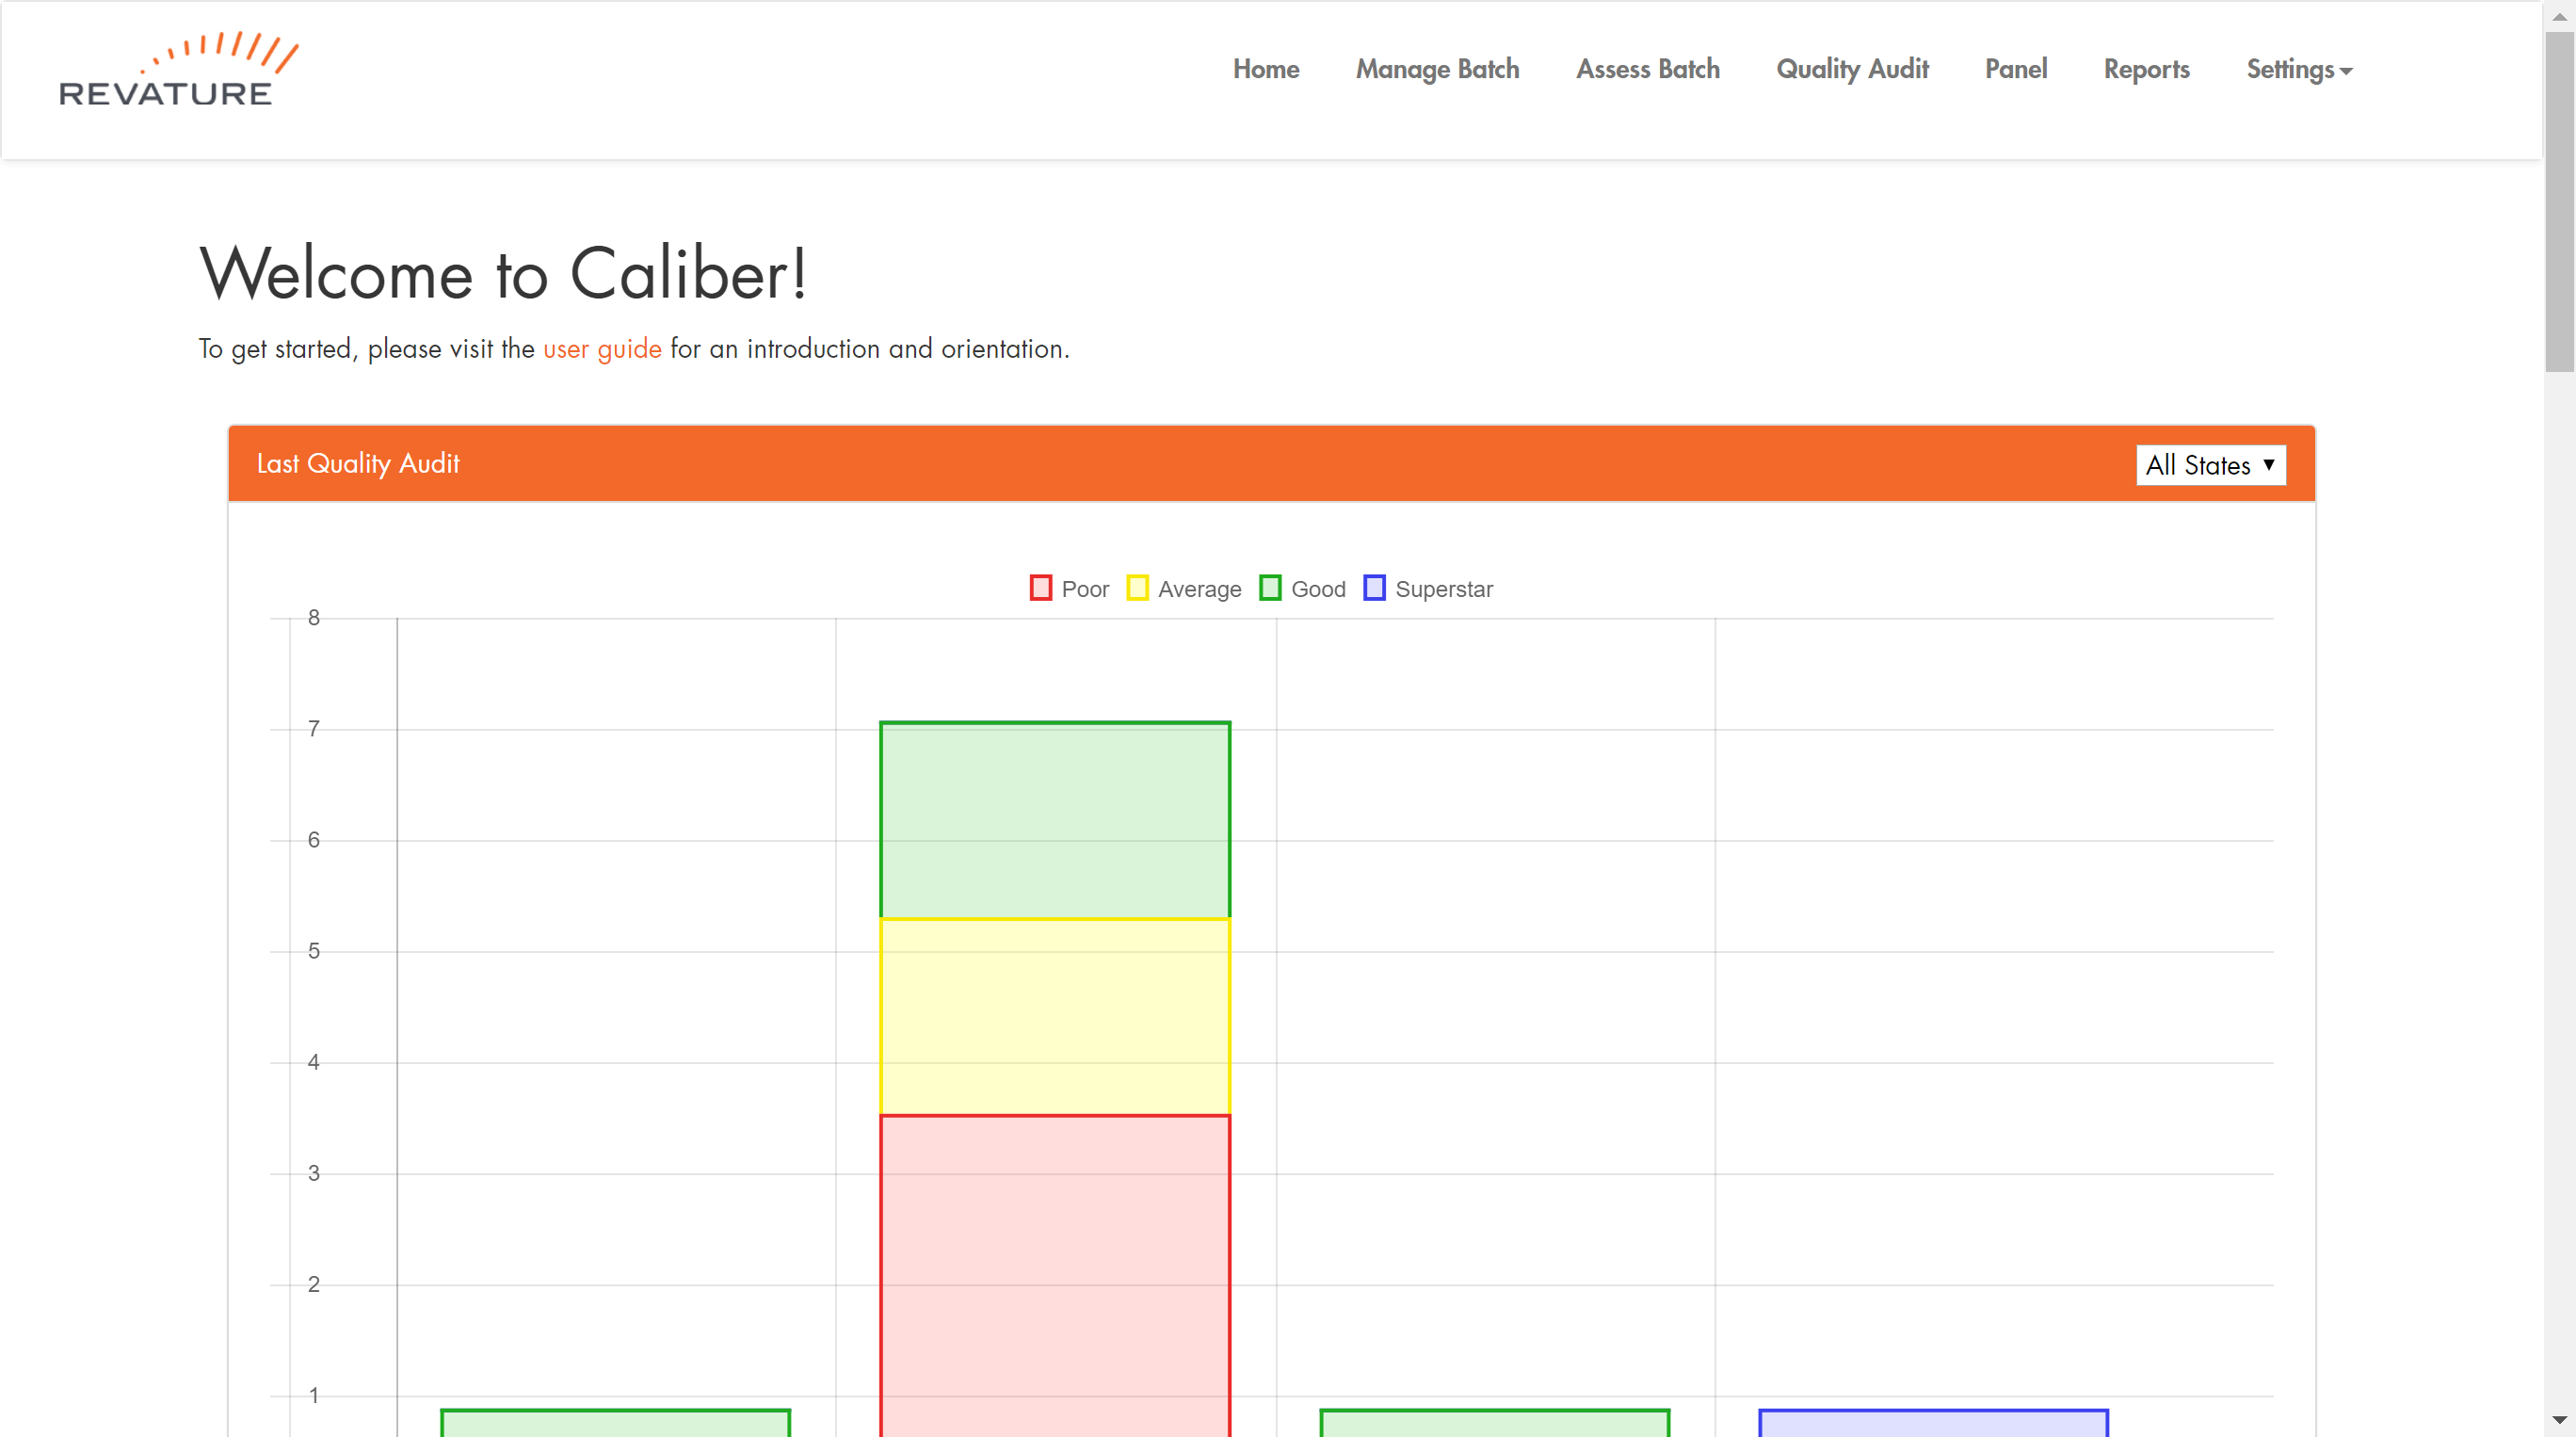 REVATURE
Home Manage Batch Assess Batch Quality Audit Panel Reports Settings
Welcome to Caliber!
To get started, please visit the user guide for an introduction and orientation.
Last Quality Audit
All States
Poor Average Good Superstar
8
7
6
5
4
3
2
1